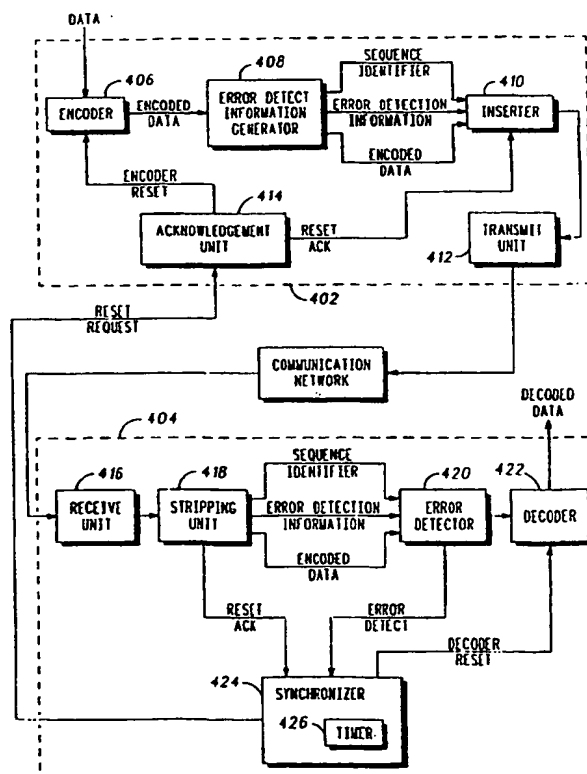 DATA
406
ENCODER
ENCODED
DATA
408
ERROR DETECT
INFORMATION
GENERATOR
SEQUENCE
IDENTIFIER
ERROR DETECTION
INFORMATION
ENCODED
DATA
410
INSERTER
ENCODER
RESET
414
ACKNOWLEDGEMENT
UNIT
RESET
ACK
TRANSMIT
UNIT
412
402
RESET
REQUEST
COMMUNICATION
NETWORK
DECODED
DATA
404
416
RECEIVE
UNIT
418
STRIPPING
UNIT
SEQUENCE
IDENTIFIER
ERROR DETECTION
INFORMATION
ENCODED
DATA
420
ERROR
DETECTOR
422
DECODER
RESET
ACK
ERROR
DETECT
DECODER
RESET
424
SYNCHRONIZER
426
TIMER